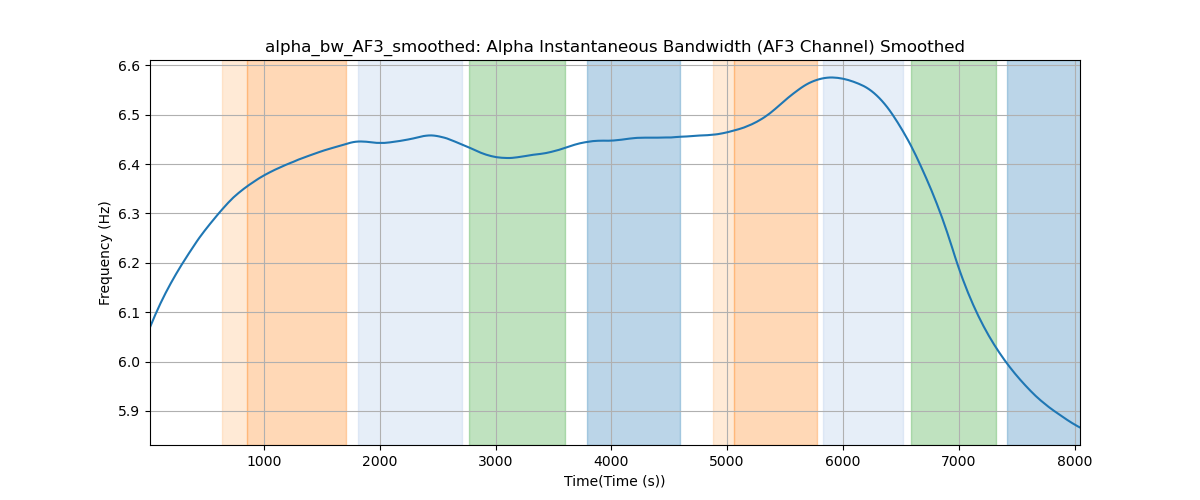 alpha_bw_AF3_smoothed: Alpha Instantaneous Bandwidth (AF3 Channel) Smoothed
Frequency (Hz)
6.6
6.5
6.4
6.3
6.2
6.1
6.0
5.9
1000 2000 3000 4000 5000 6000 7000 8000
Time(Time (s))